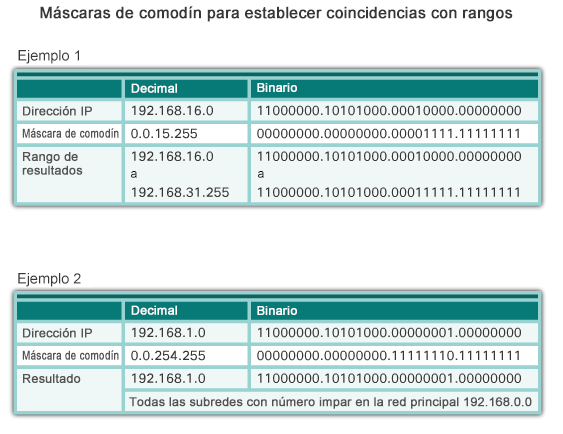 Máscaras de comodín para establecer coincidencias con rangos
Ejemplo 1
Decimal Binario
Dirección IP 192.168.16.0 11000000.10101000.00010000.00000000
Máscara de comodín 0.0.15.255 00000000.00000000.00001111.11111111
Rango de resultados 192.168.16.0 11000000.10101000.00010000.00000000
a a
192.168.31.255 11000000.10101000.00011111.11111111
Ejemplo 2
Decimal Binario
Dirección IP 192.168.1.0 11000000.10101000.00000001.00000000
Máscara de comodín 0.0.254.255 00000000.00000000.11111110.11111111
Resultado 192.168.1.0 11000000.10101000.00000001.00000000
Todas las subredes con número impar en la red principal 192.168.0.0